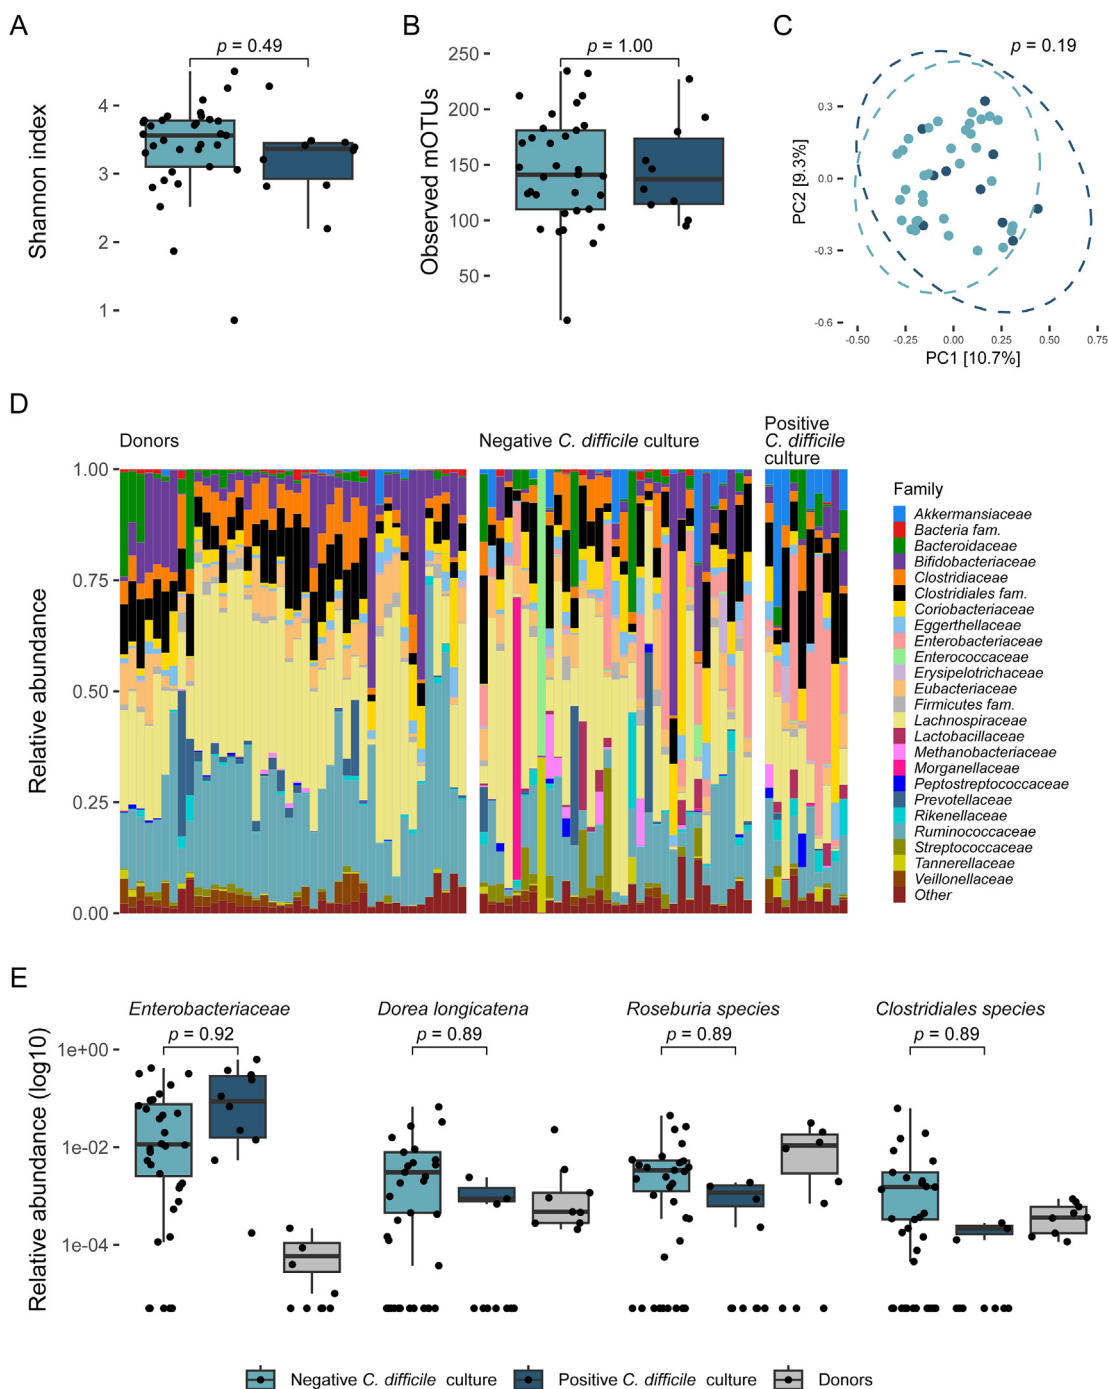 A
p = 0.49
Shannon index
4
3
2
1
B
p = 1.00
Observed mOTUs
250
200
150
100
50
C
p = 0.19
PC2 [9.3%]
0.3
0.0
-0.3
-0.6
-0.50
-0.25
0.00
0.25
0.50
0.75
PC1 [10.7%]
D
Donors
Negative C. difficile culture
Positive
C. difficile
culture
Relative abundance
1.00
0.75
0.50
0.25
0.00
Family
Akkermansiaceae
Bacteria fam.
Bacteroidaceae
Bifidobacteriaceae
Clostridiaceae
Clostridiales fam.
Coriobacteriaceae
Eggerthellaceae
Enterobacteriaceae
Enterococcaceae
Erysipelotrichaceae
Eubacteriaceae
Firmicutes fam.
Lachnospiraceae
Lactobacillaceae
Methanobacteriaceae
Morganellaceae
Peptostreptococcaceae
Prevotellaceae
Rikenellaceae
Ruminococcaceae
Streptococcaceae
Tannerellaceae
Veillonellaceae
Other
E
Enterobacteriaceae
p = 0.92
Dorea longicatena
p = 0.89
Roseburia species
p = 0.89
Clostridiales species
p = 0.89
Relative abundance (log10)
1e+00
1e-02
1e-04
Negative C. difficile culture
Positive C. difficile culture
Donors